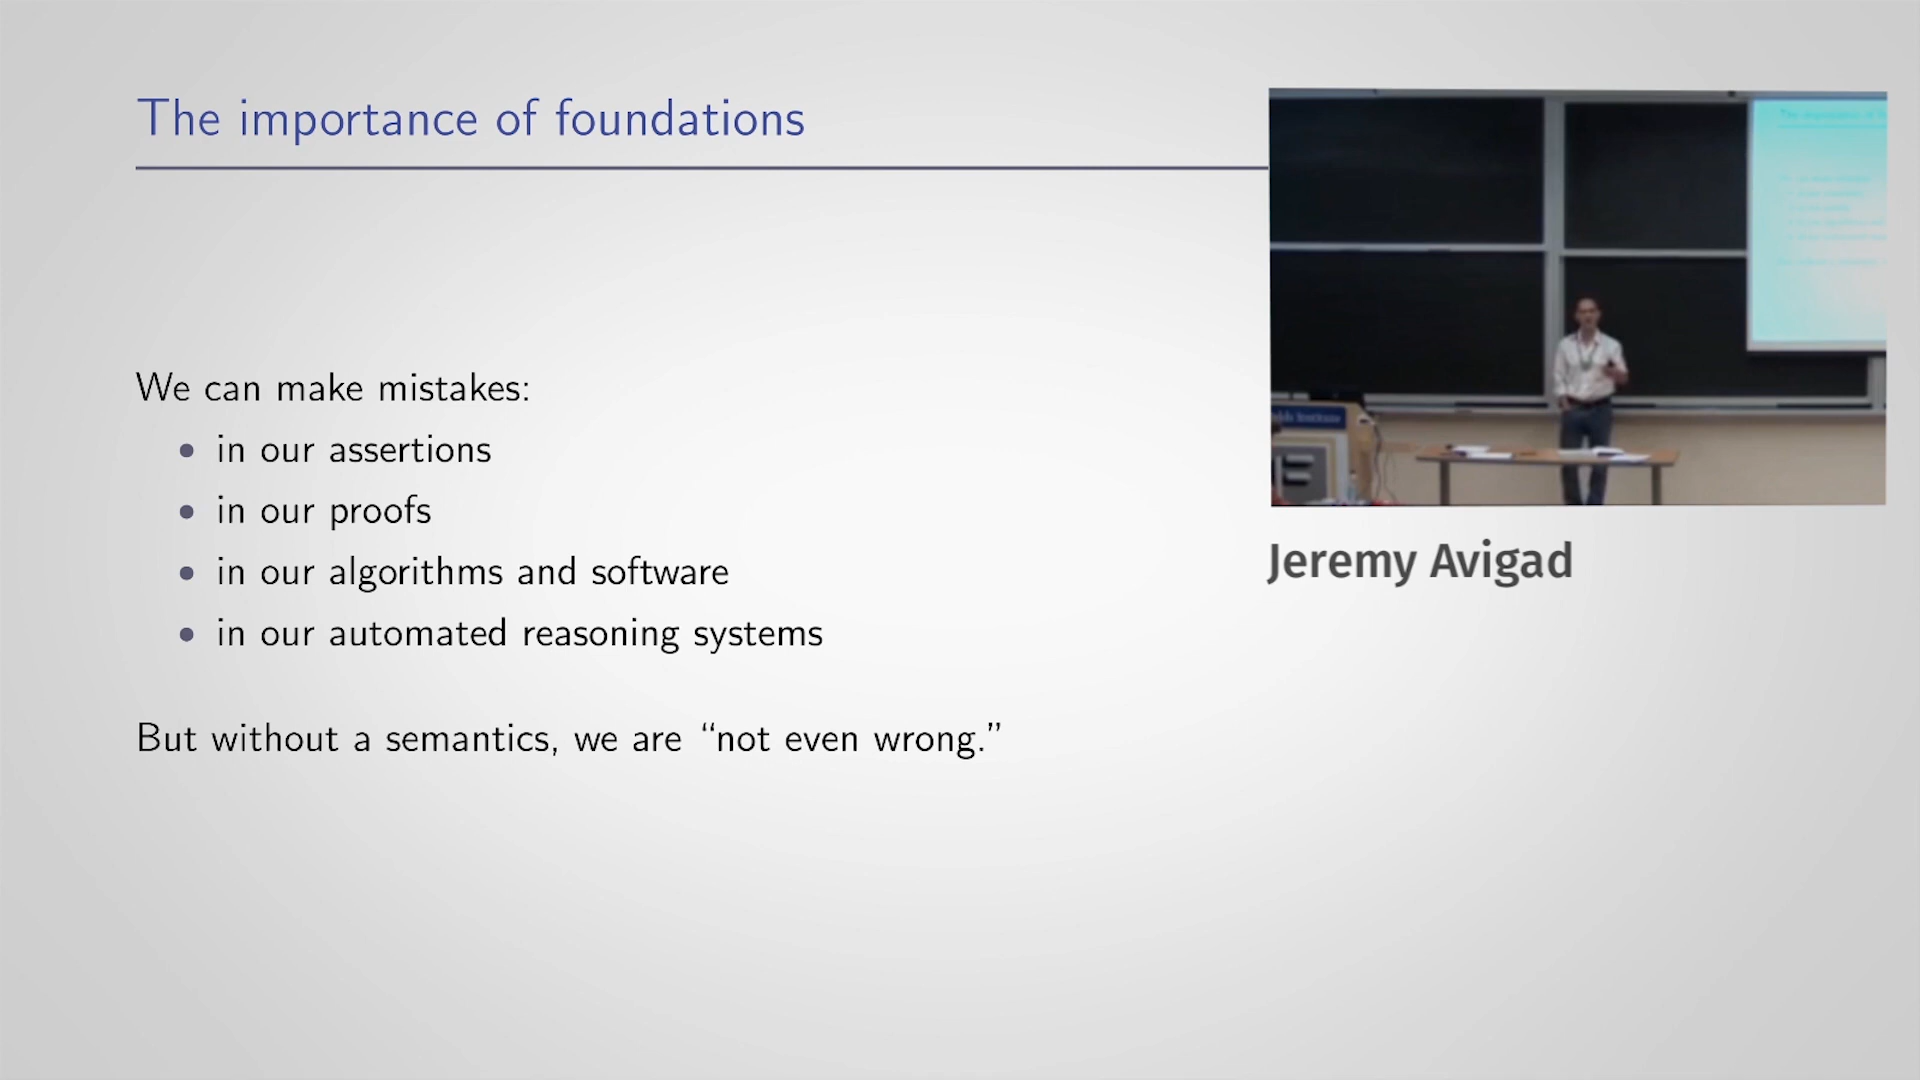 The importance of foundations
We can make mistakes:
• in our assertions
• in our proofs
• in our algorithms and software
• in our automated reasoning systems
But without a semantics, we are “not even wrong.”
Institute
Jeremy Avigad